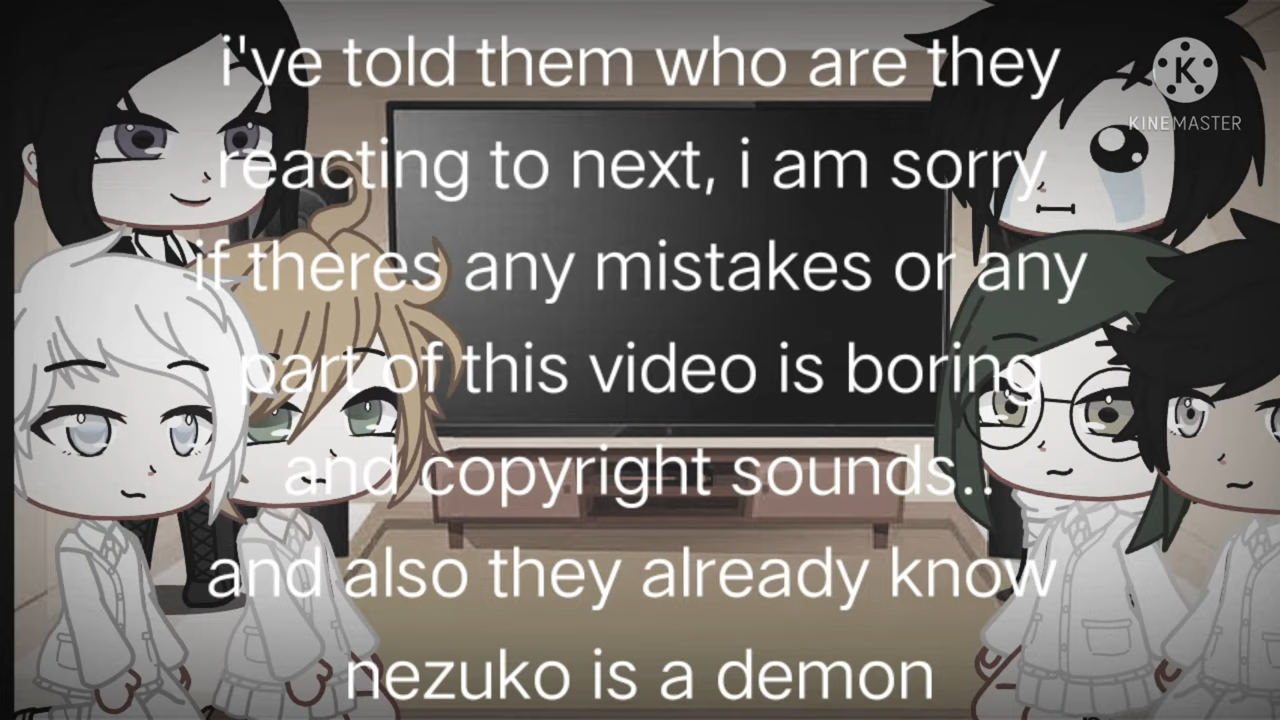 i've told them who are they
reacting to next, i am sorry
if theres any mistakes or any
part of this video is boring
and copyright sounds..
and also they already know
nezuko is a demon
K
KINEMASTER